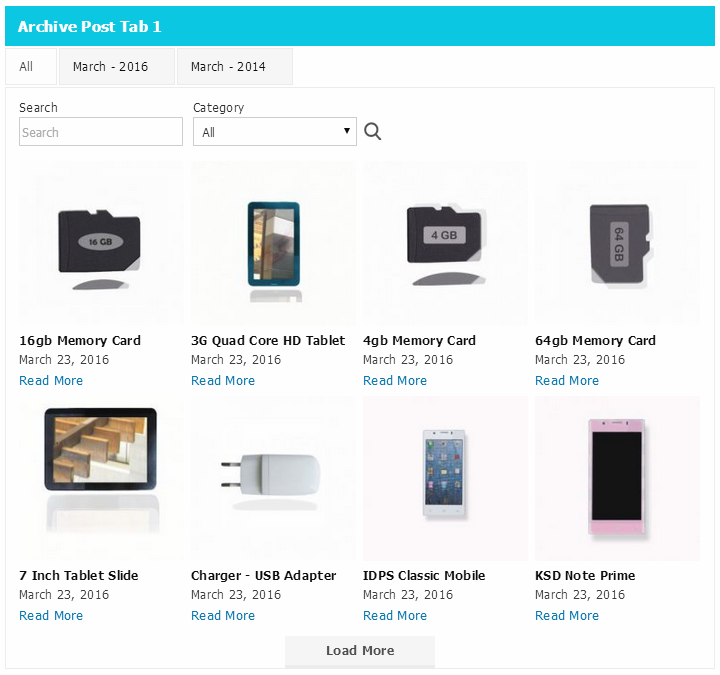 Archive Post Tab 1
All
March - 2016
March - 2014
Search
Category
Search
All
16 GB
4 GB
64 GB
16gb Memory Card
3G Quad Core HD Tablet
4gb Memory Card
64gb Memory Card
March 23, 2016
March 23, 2016
March 23, 2016
March 23, 2016
Read More
Read More
Read More
Read More
7 Inch Tablet Slide
Charger - USB Adapter
IDPS Classic Mobile
KSD Note Prime
March 23, 2016
March 23, 2016
March 23, 2016
March 23, 2016
Read More
Read More
Read More
Read More
Load More